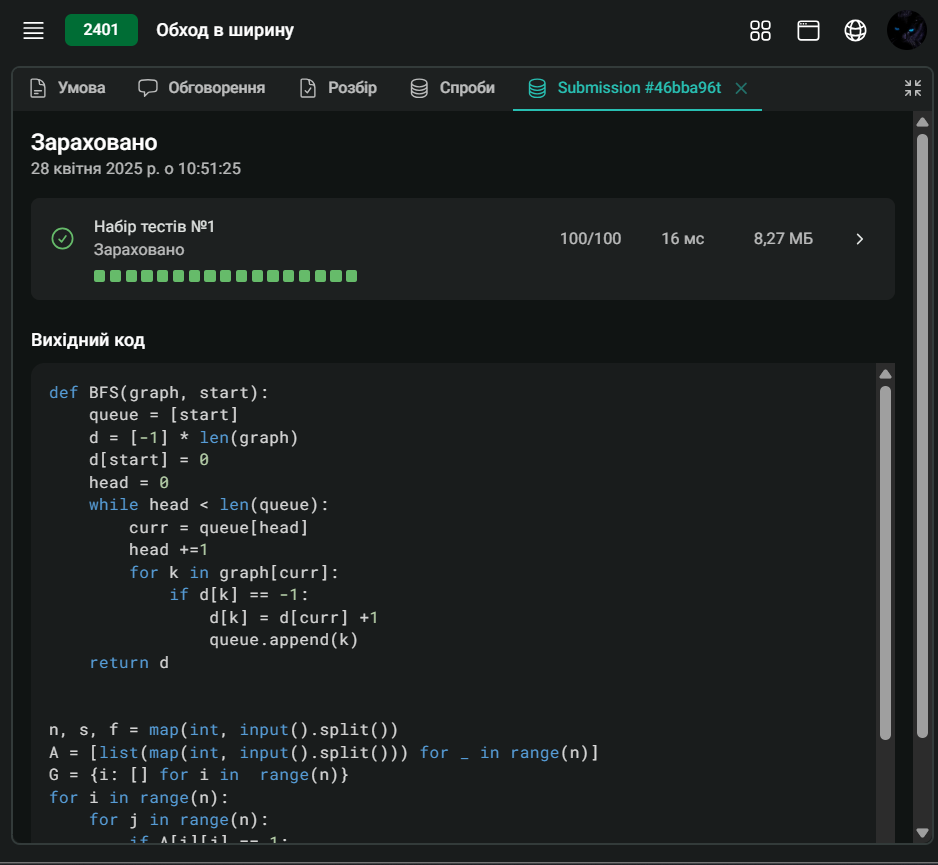 2401 Обход в ширину
Умова Обговорення Розбір Спроби Submission #46bba96t
Зараховано
28 квітня 2025 р. о 10:51:25
Набір тестів №1
Зараховано
100/100 16 мс 8,27 МБ
Вихідний код
def BFS(graph, start):
    queue = [start]
    d = [-1] * len(graph)
    d[start] = 0
    head = 0
    while head < len(queue):
        curr = queue[head]
        head +=1
        for k in graph[curr]:
            if d[k] == -1:
                d[k] = d[curr] +1
                queue.append(k)
    return d
n, s, f = map(int, input().split())
A = [list(map(int, input().split())) for _ in range(n)]
G = {i: [] for i in  range(n)}
for i in range(n):
    for j in range(n):
        if A[i][j] == 1: